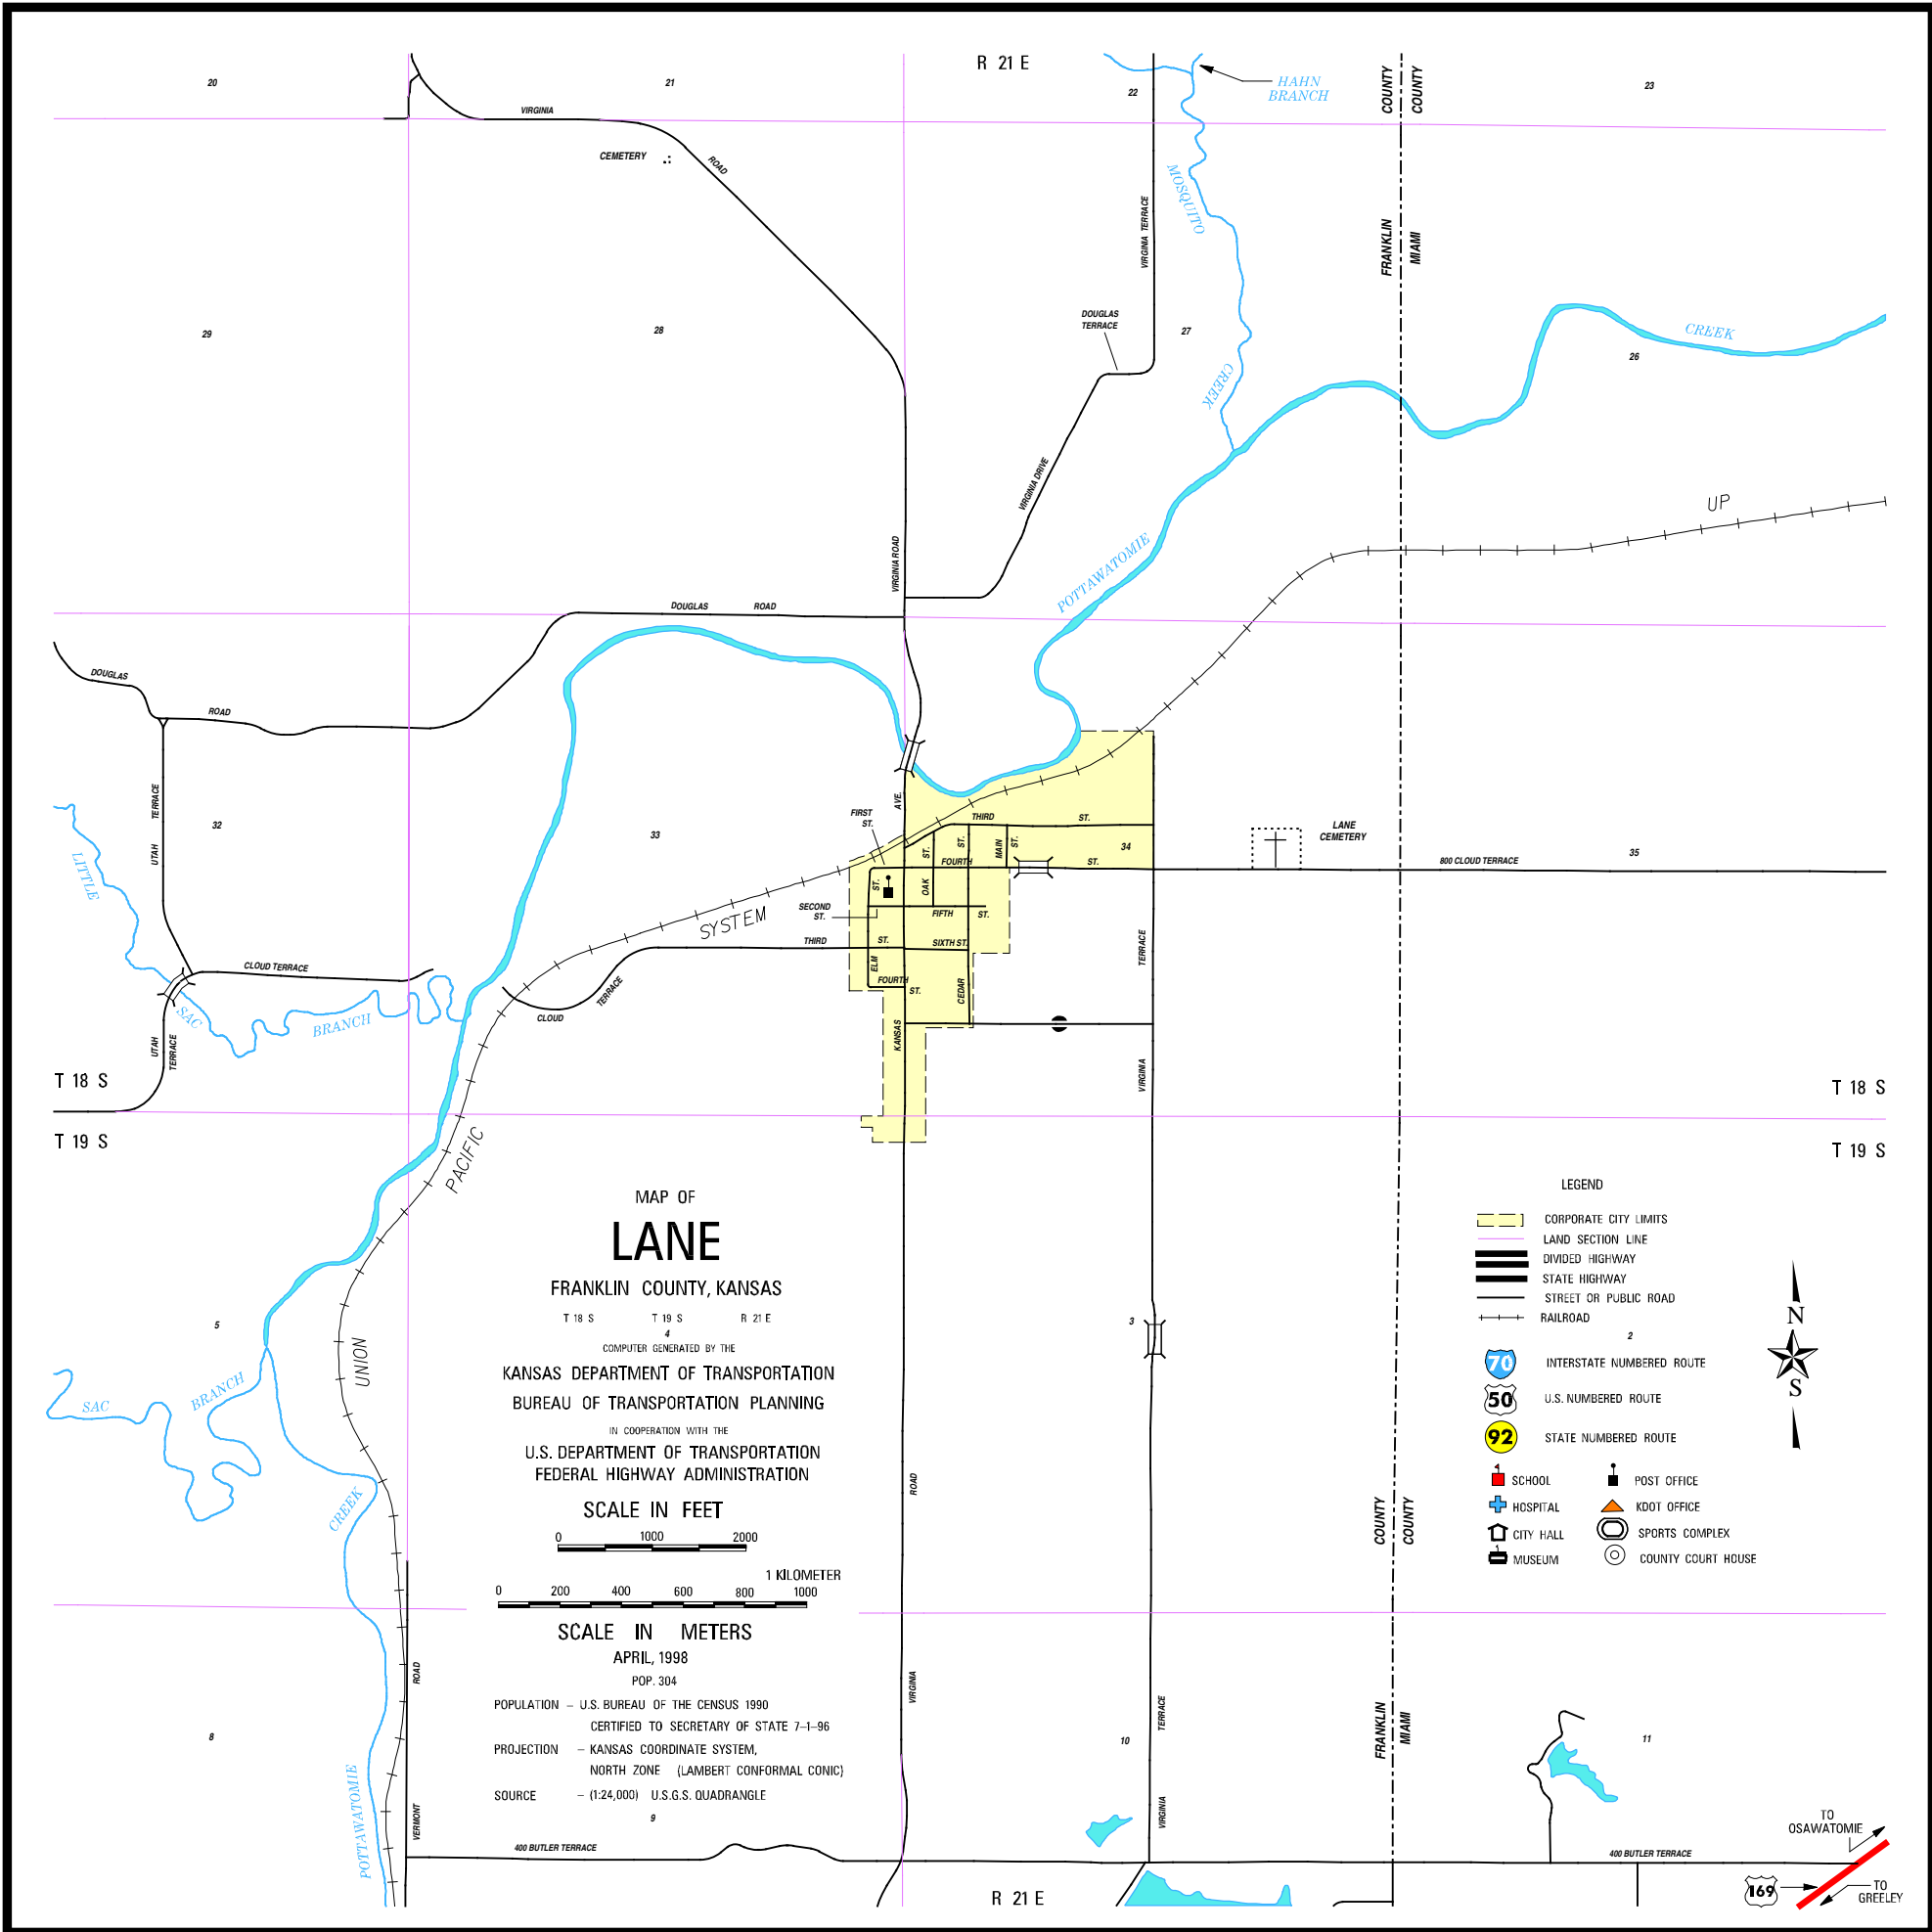 R 21 E
20
21
22
23
HAHN
BRANCH
COUNTY
COUNTY
VIRGINIA
ROAD
CEMETERY
MOSQUITO
CREEK
VIRGINIA TERRACE
FRANKLIN
MIAMI
29
28
27
26
DOUGLAS
TERRACE
CREEK
VIRGINIA DRIVE
UP
VIRGINIA ROAD
POTTAWATOMIE
DOUGLAS ROAD
DOUGLAS
ROAD
UTAH TERRACE
32
33
34
35
LITTLE
SAC
BRANCH
AVE.
FIRST
ST.
THIRD ST.
LANE
CEMETERY
ST.
ST.
MAIN
ST.
FOURTH ST.
800 CLOUD TERRACE
ST.
OAK
SECOND
ST.
FIFTH ST.
SYSTEM
THIRD ST.
SIXTH ST.
ELM
FOURTH
ST.
CEDAR
TERRACE
CLOUD TERRACE
CLOUD
TERRACE
KANSAS
VIRGINIA
UTAH
TERRACE
T 18 S
T 18 S
T 19 S
T 19 S
PACIFIC
UNION
MAP OF
LANE
FRANKLIN COUNTY, KANSAS
T 18 S T 19 S R 21 E
4
COMPUTER GENERATED BY THE
KANSAS DEPARTMENT OF TRANSPORTATION
BUREAU OF TRANSPORTATION PLANNING
IN COOPERATION WITH THE
U.S. DEPARTMENT OF TRANSPORTATION
FEDERAL HIGHWAY ADMINISTRATION
SCALE IN FEET
0 1000 2000
1 KILOMETER
0 200 400 600 800 1000
SCALE IN METERS
APRIL, 1998
POP. 304
POPULATION – U.S. BUREAU OF THE CENSUS 1990
CERTIFIED TO SECRETARY OF STATE 7–1–96
PROJECTION – KANSAS COORDINATE SYSTEM,
NORTH ZONE (LAMBERT CONFORMAL CONIC)
SOURCE – (1:24,000) U.S.G.S. QUADRANGLE
9
LEGEND
CORPORATE CITY LIMITS
LAND SECTION LINE
DIVIDED HIGHWAY
STATE HIGHWAY
STREET OR PUBLIC ROAD
RAILROAD
2
70 INTERSTATE NUMBERED ROUTE
50 U.S. NUMBERED ROUTE
92 STATE NUMBERED ROUTE
SCHOOL
POST OFFICE
HOSPITAL
KDOT OFFICE
CITY HALL
SPORTS COMPLEX
MUSEUM
COUNTY COURT HOUSE
N
S
5
3
SAC
BRANCH
CREEK
ROAD
COUNTY
COUNTY
ROAD
VIRGINIA
TERRACE
FRANKLIN
MIAMI
8
10
11
POTTAWATOMIE
VERMONT
VIRGINIA
400 BUTLER TERRACE
400 BUTLER TERRACE
TO
OSAWATOMIE
169
TO
GREELEY
R 21 E